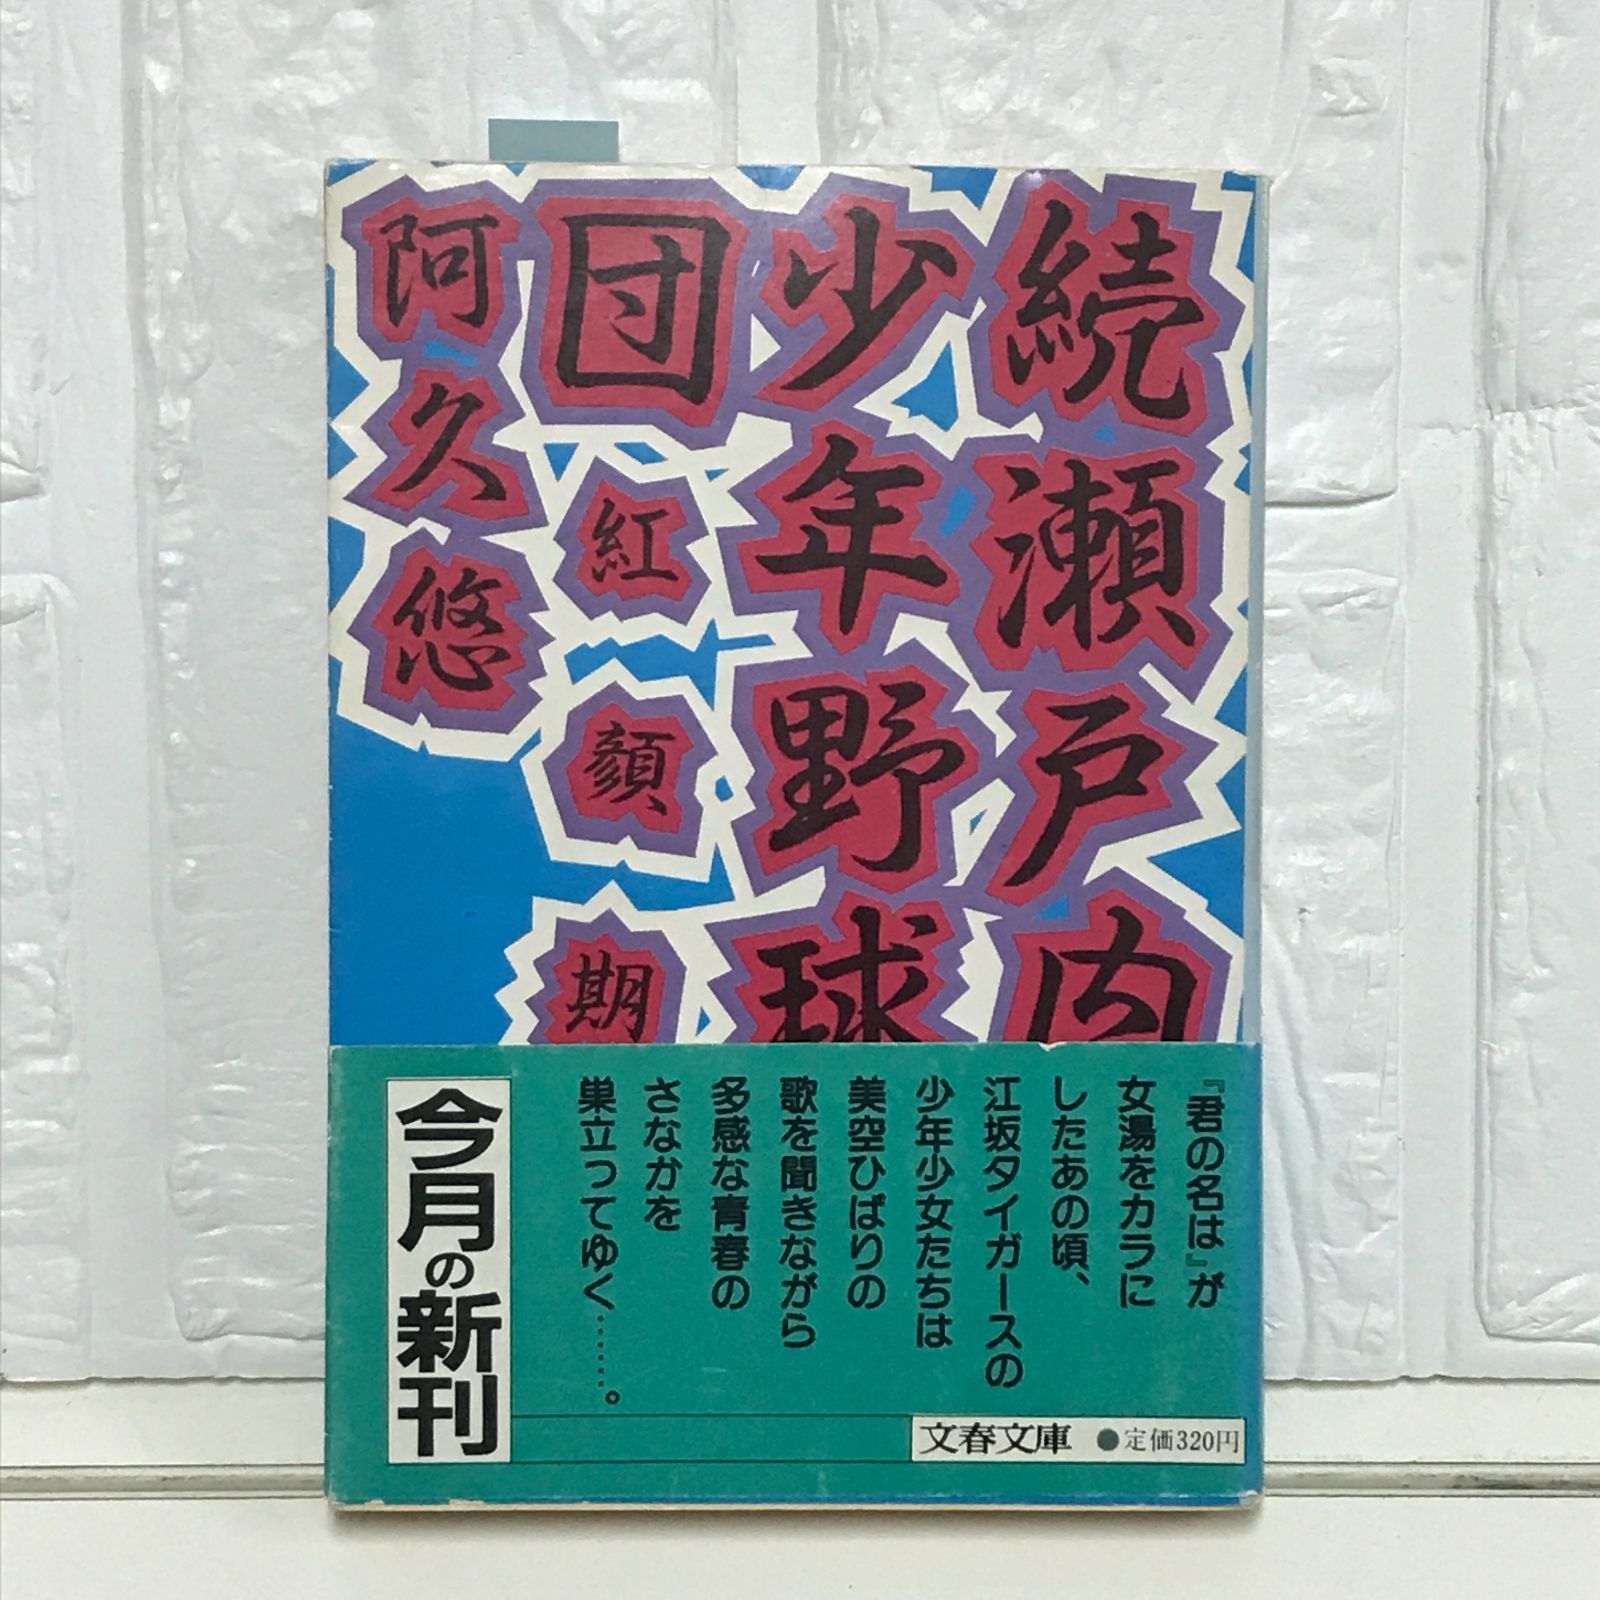 続瀬戸内
少年野球
団
紅顔期
阿久悠
『君の名は』が
女湯をカラに
したあの頃、
江坂タイガースの
少年少女たちは
美空ひばりの
歌を聞きながら
多感な青春の
さなかを
巣立ってゆく……。
今月の新刊
文春文庫 ●定価320円